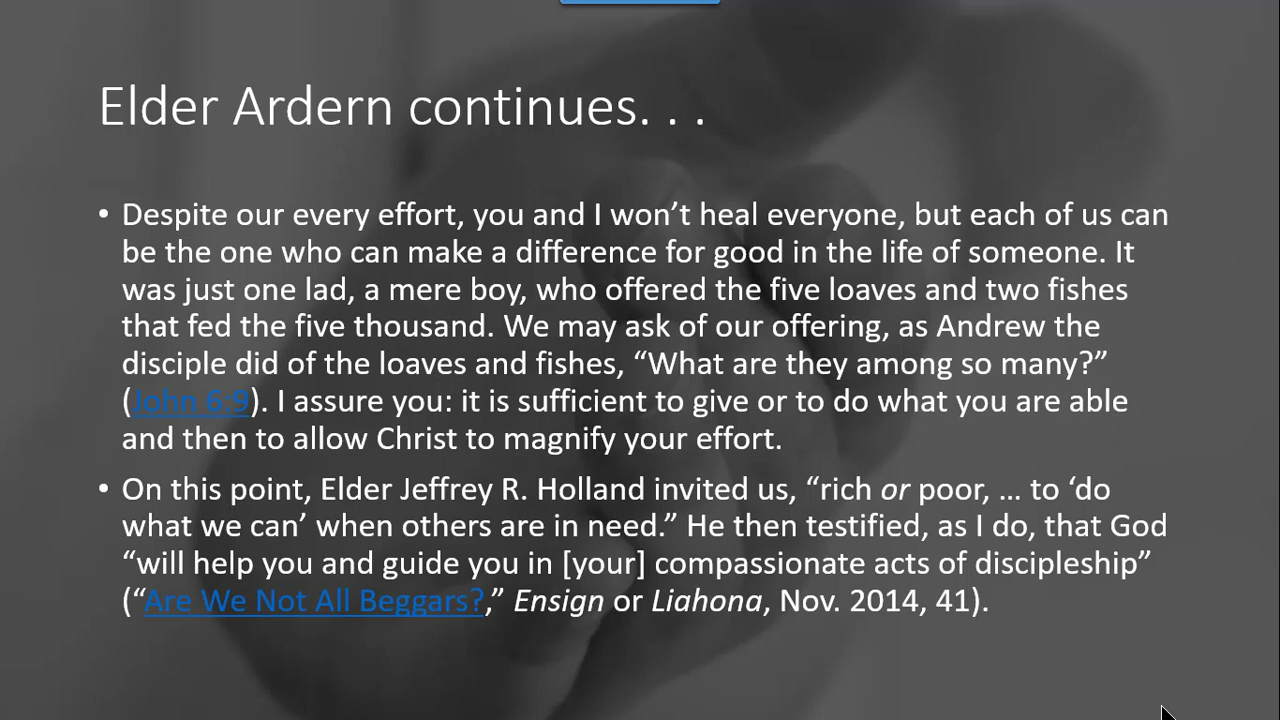 Elder Ardern continues. . .
• Despite our every effort, you and I won’t heal everyone, but each of us can
be the one who can make a difference for good in the life of someone. It
was just one lad, a mere boy, who offered the five loaves and two fishes
that fed the five thousand. We may ask of our offering, as Andrew the
disciple did of the loaves and fishes, “What are they among so many?”
(John 6:9). I assure you: it is sufficient to give or to do what you are able
and then to allow Christ to magnify your effort.
• On this point, Elder Jeffrey R. Holland invited us, “rich or poor, … to ‘do
what we can’ when others are in need.” He then testified, as I do, that God
“will help you and guide you in [your] compassionate acts of discipleship”
(“Are We Not All Beggars?,” Ensign or Liahona, Nov. 2014, 41).